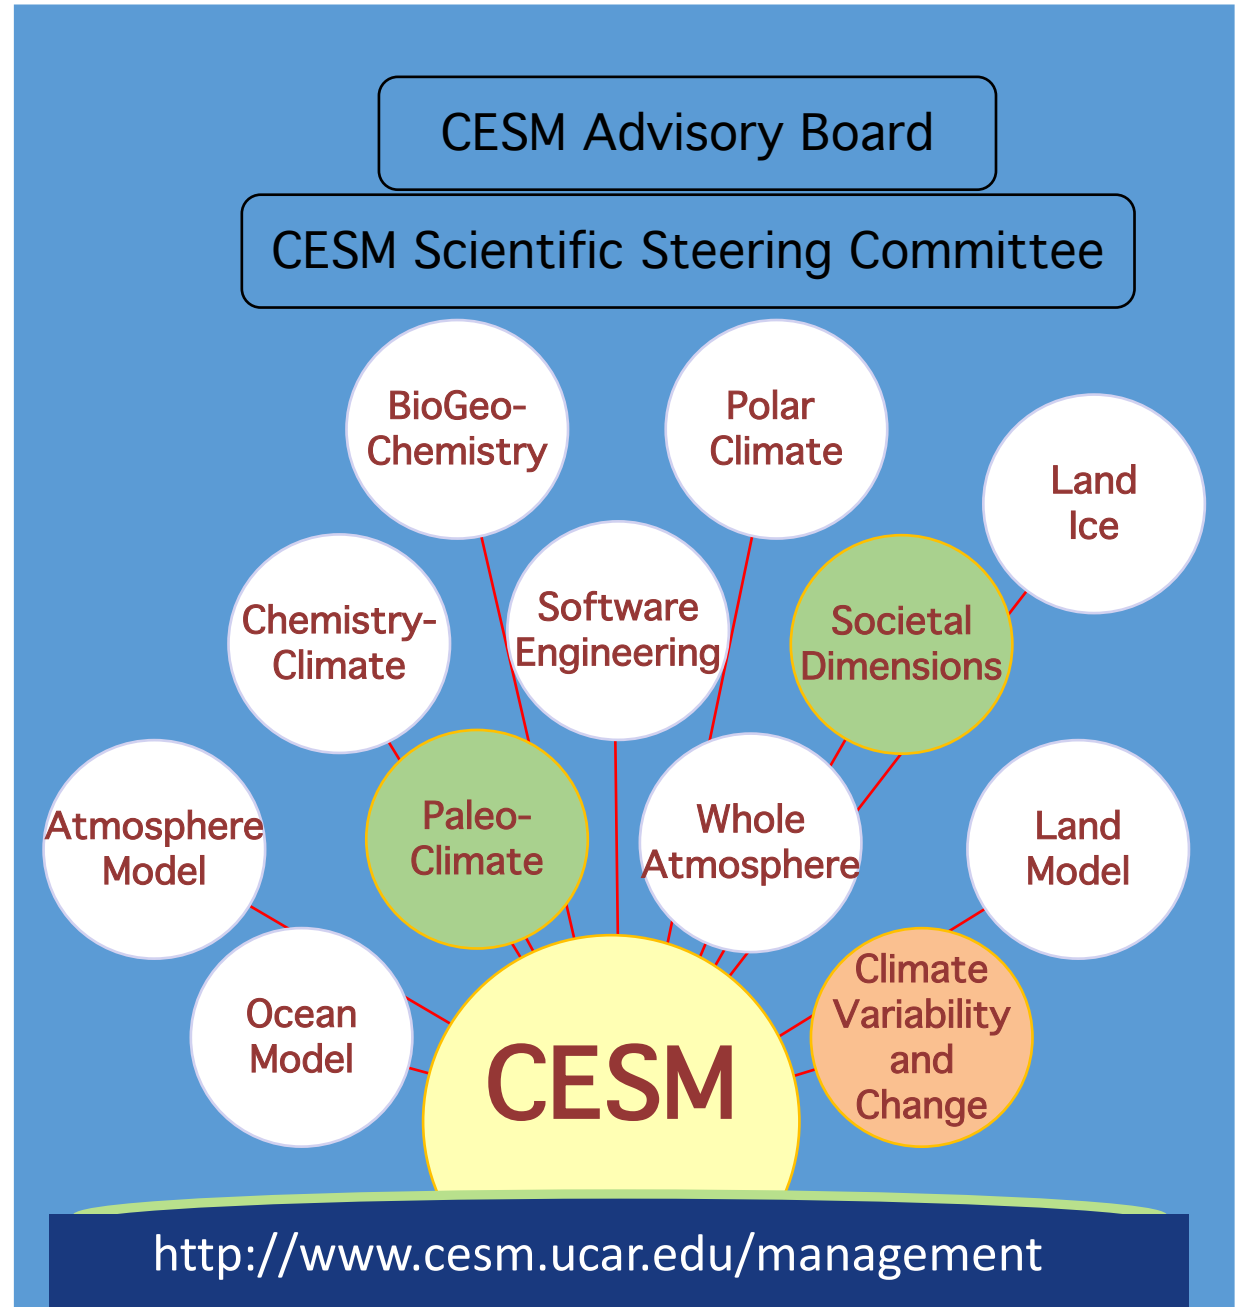 CESM Advisory Board
CESM Scientific Steering Committee
BioGeo-
Chemistry
Polar
Climate
Land
Ice
Chemistry-
Climate
Software
Engineering
Societal
Dimensions
Atmosphere
Model
Paleo-
Climate
Whole
Atmosphere
Land
Model
Ocean
Model
CESM
Climate
Variability
and
Change
http://www.cesm.ucar.edu/management